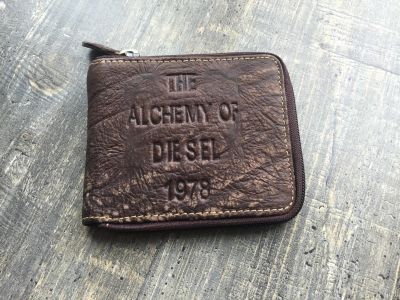 THE
ALCHEMY OF
DIESEL
1978